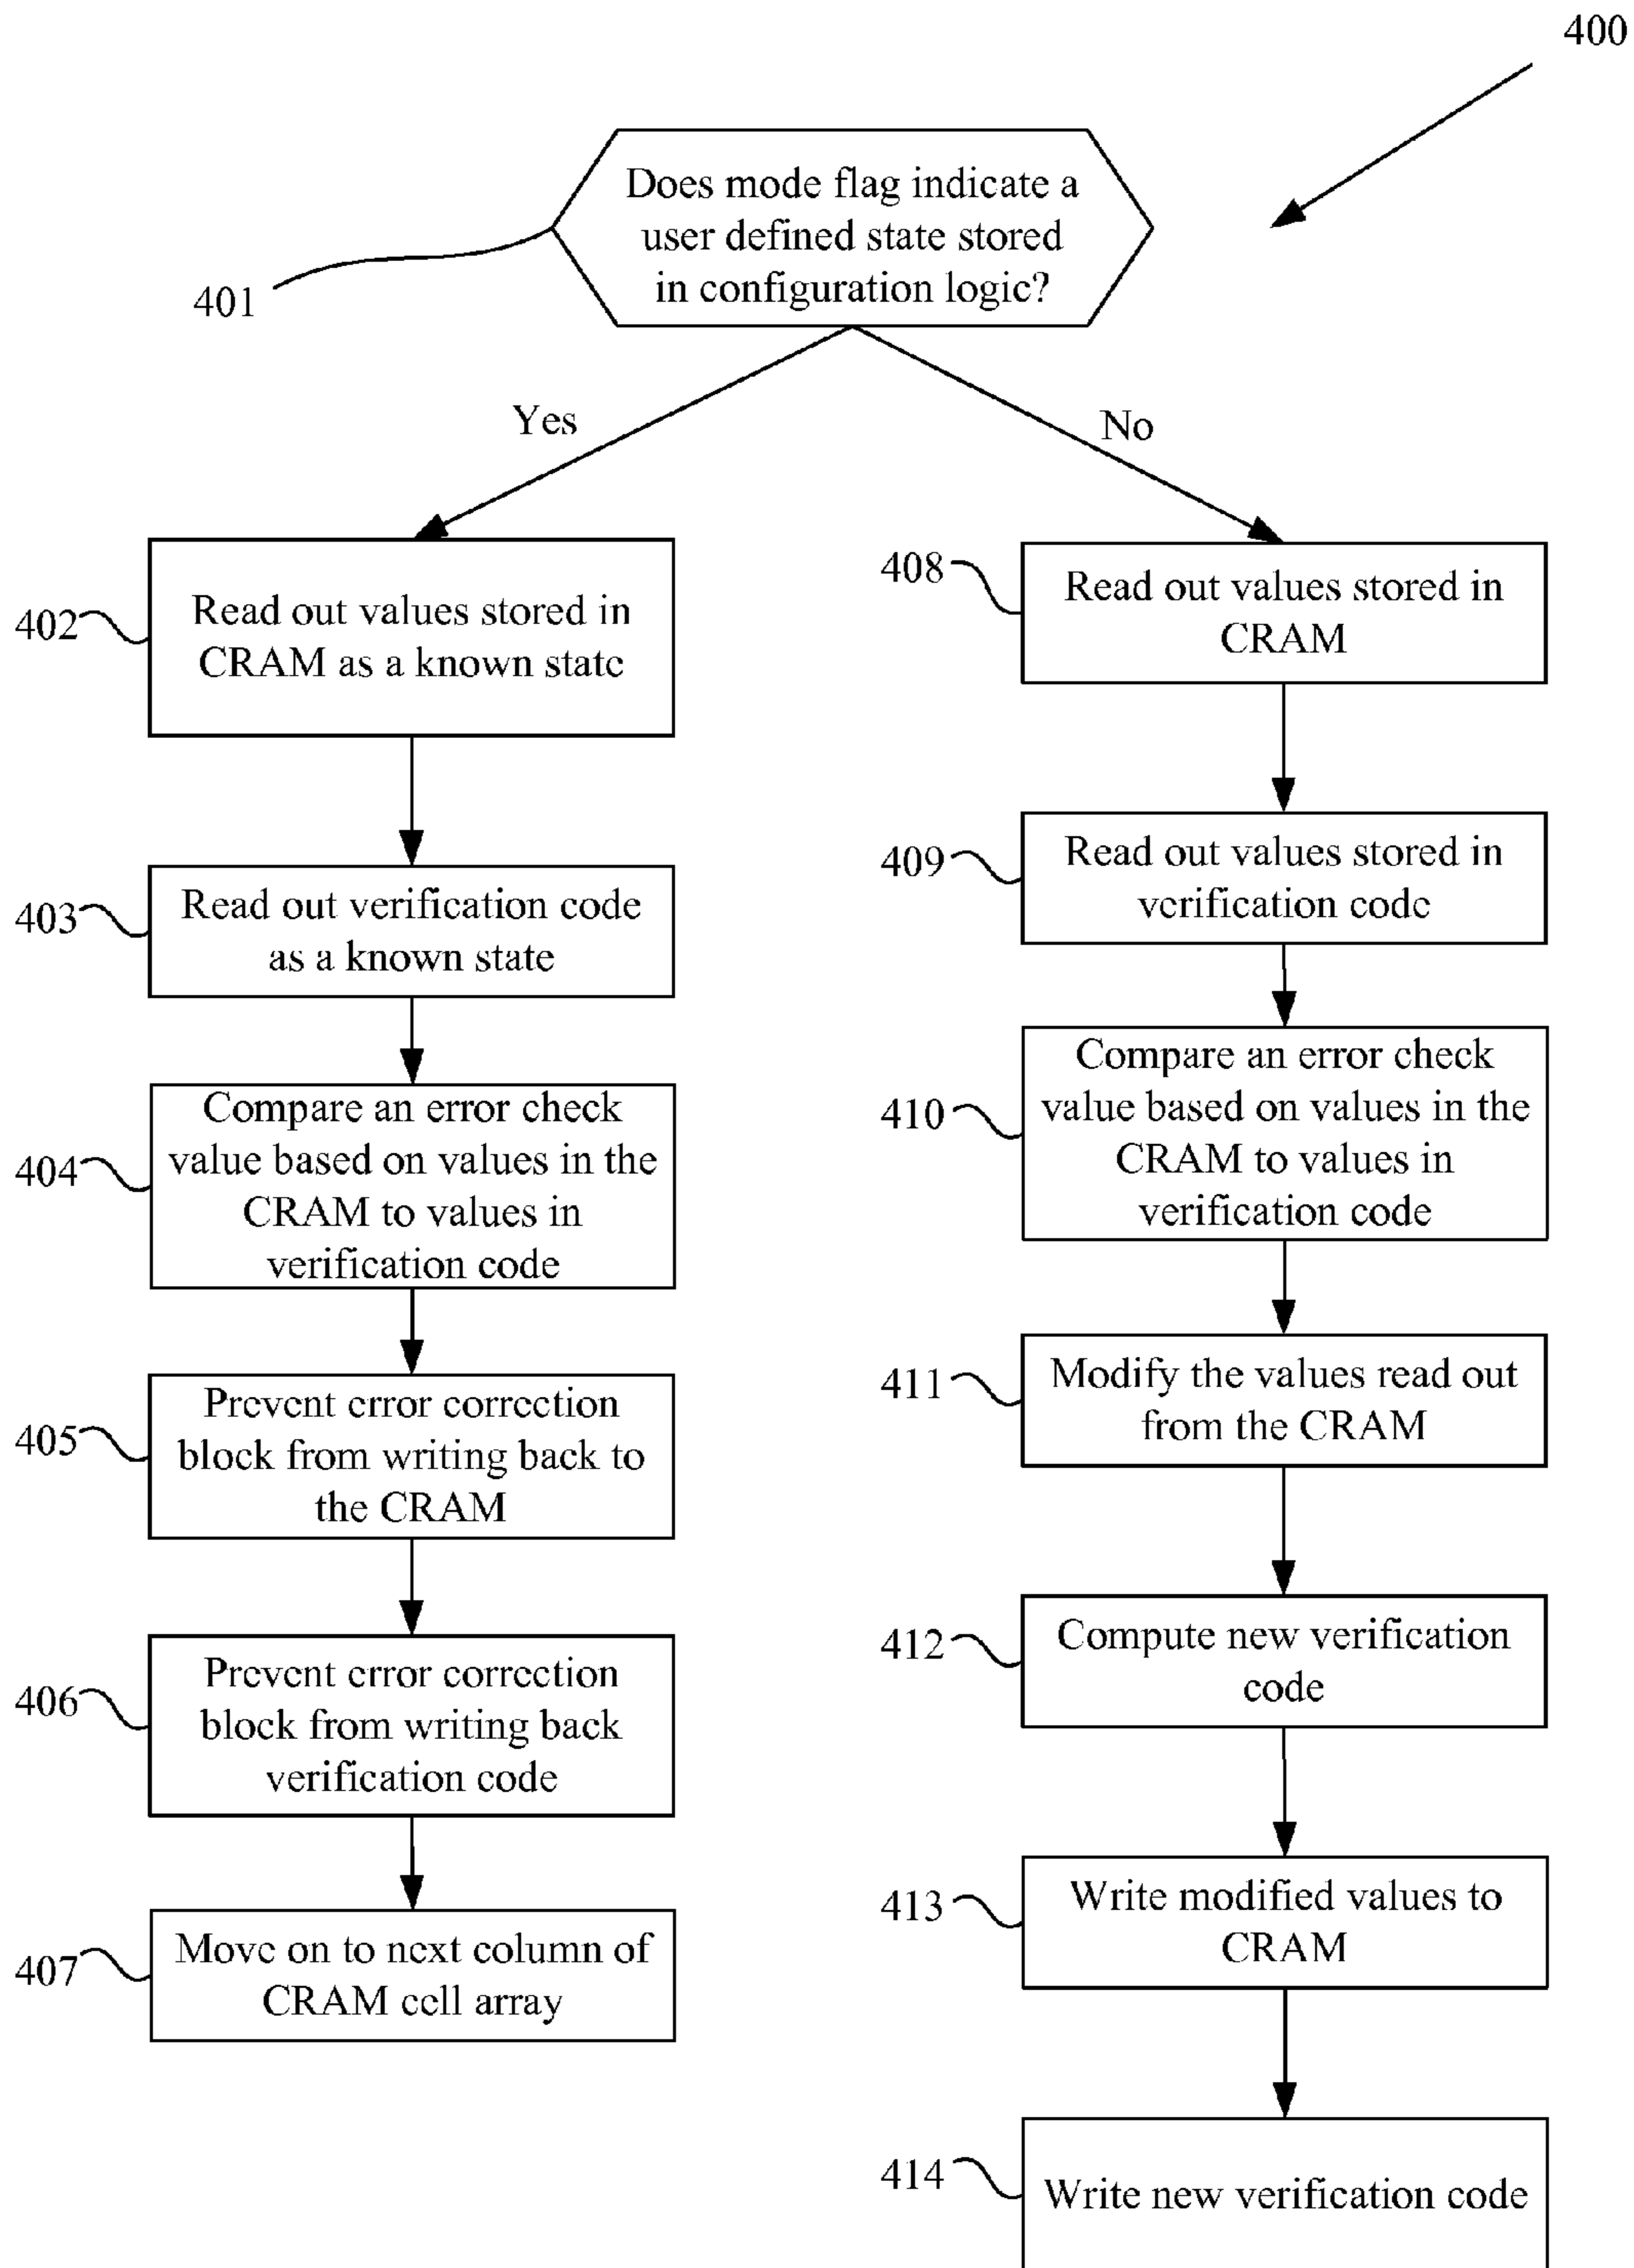 400
Does mode flag indicate a
user defined state stored
in configuration logic?
401
Yes
No
402
Read out values stored in
CRAM as a known state
403
Read out verification code
as a known state
404
Compare an error check
value based on values in the
CRAM to values in
verification code
405
Prevent error correction
block from writing back to
the CRAM
406
Prevent error correction
block from writing back
verification code
407
Move on to next column of
CRAM cell array
408
Read out values stored in
CRAM
409
Read out values stored in
verification code
410
Compare an error check
value based on values in the
CRAM to values in
verification code
411
Modify the values read out
from the CRAM
412
Compute new verification
code
413
Write modified values to
CRAM
414
Write new verification code